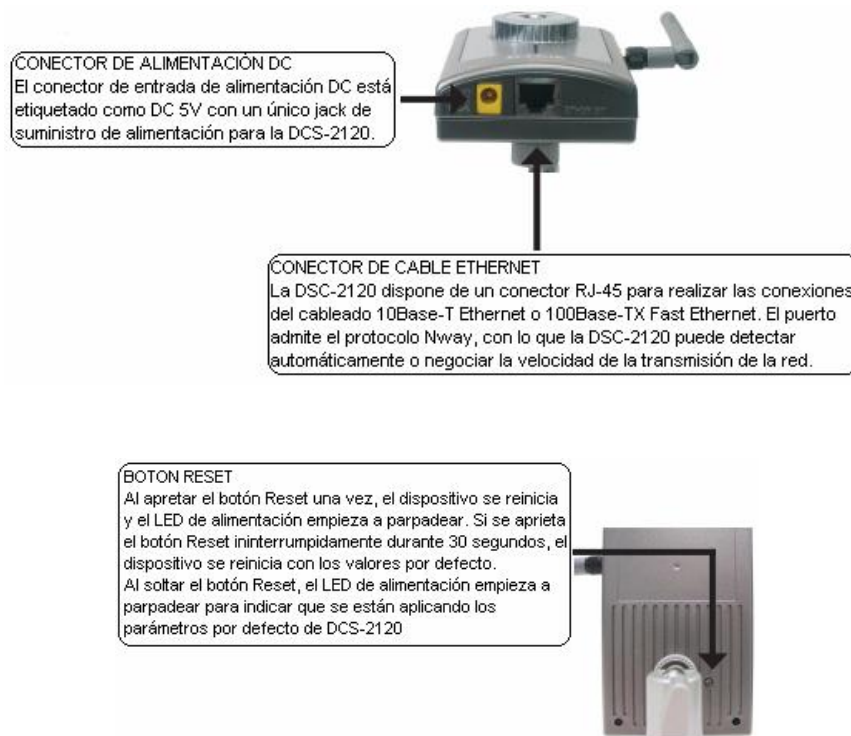 CONECTOR DE ALIMENTACIÓN DC
El conector de entrada de alimentación DC está
etiquetado como DC 5V con un único jack de
suministro de alimentación para la DCS-2120.
CONECTOR DE CABLE ETHERNET
La DSC-2120 dispone de un conector RJ-45 para realizar las conexiones
del cableado 10Base-T Ethernet o 100Base-TX Fast Ethernet. El puerto
admite el protocolo Nway, con lo que la DSC-2120 puede detectar
automáticamente o negociar la velocidad de la transmisión de la red.
BOTON RESET
Al apretar el botón Reset una vez, el dispositivo se reinicia
y el LED de alimentación empieza a parpadear. Si se aprieta
el botón Reset ininterrumpidamente durante 30 segundos, el
dispositivo se reinicia con los valores por defecto.
Al soltar el botón Reset, el LED de alimentación empieza a
parpadear para indicar que se están aplicando los
parámetros por defecto de DCS-2120